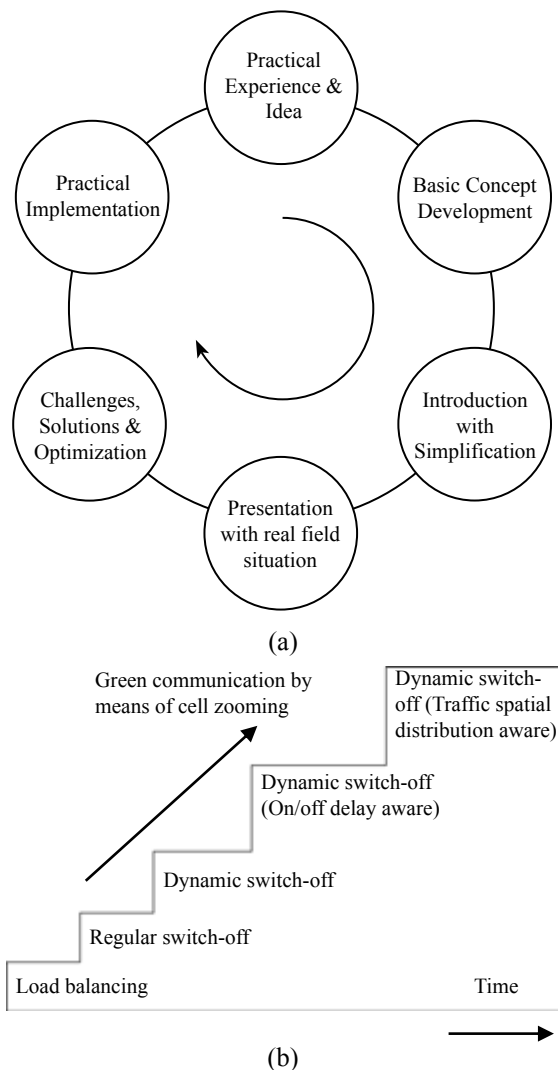 Practical
Experience &
Idea
Basic Concept
Development
Introduction
with
Simplification
Presentation
with real field
situation
Challenges,
Solutions &
Optimization
Practical
Implementation
(a)
Green communication by
means of cell zooming
Dynamic switch-
off (Traffic spatial
distribution aware)
Dynamic switch-off
(On/off delay aware)
Dynamic switch-off
Regular switch-off
Load balancing
Time
(b)